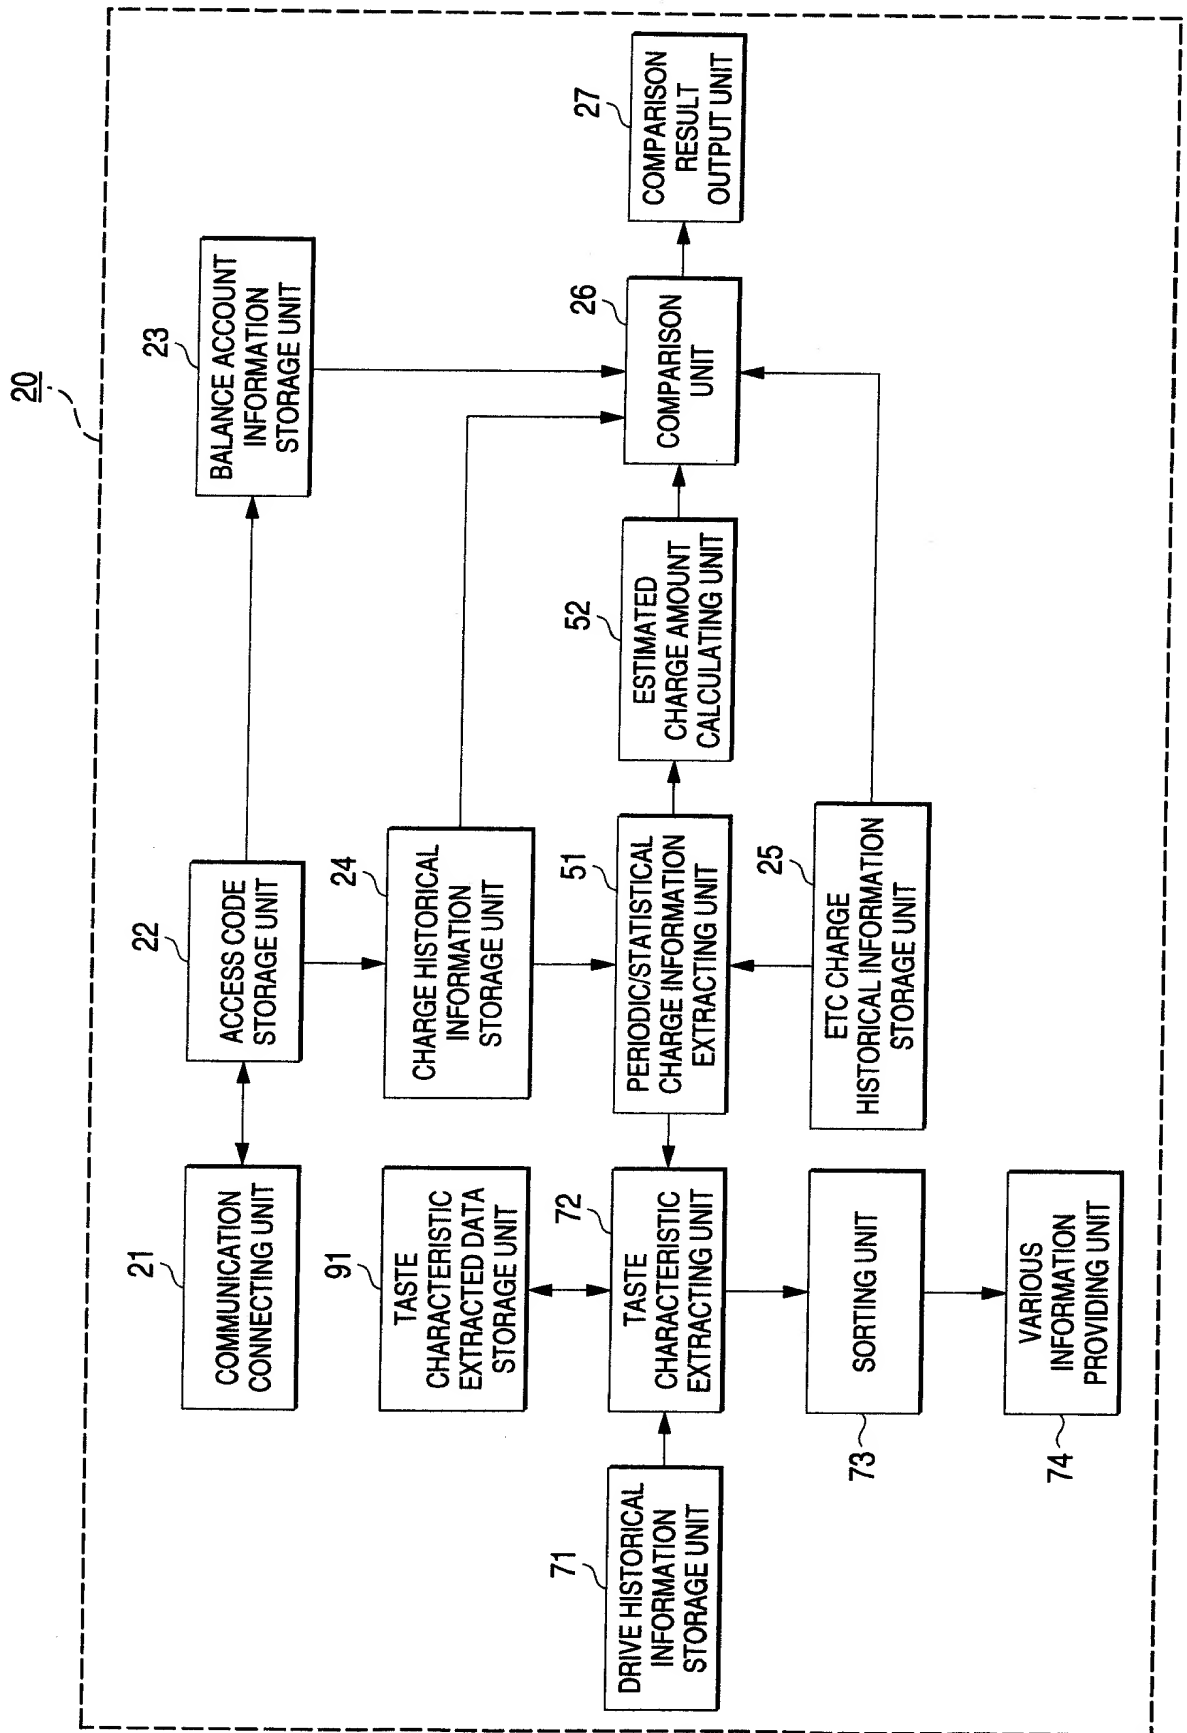 20
21
COMMUNICATION
CONNECTING UNIT
22
ACCESS CODE
STORAGE UNIT
23
BALANCE ACCOUNT
INFORMATION
STORAGE UNIT
91
TASTE
CHARACTERISTIC
EXTRACTED DATA
STORAGE UNIT
24
CHARGE HISTORICAL
INFORMATION
STORAGE UNIT
71
DRIVE HISTORICAL
INFORMATION
STORAGE UNIT
72
TASTE
CHARACTERISTIC
EXTRACTING UNIT
51
PERIODIC/STATISTICAL
CHARGE INFORMATION
EXTRACTING UNIT
52
ESTIMATED
CHARGE AMOUNT
CALCULATING UNIT
26
COMPARISON
UNIT
27
COMPARISON
RESULT
OUTPUT UNIT
73
SORTING UNIT
25
ETC CHARGE
HISTORICAL INFORMATION
STORAGE UNIT
74
VARIOUS
INFORMATION
PROVIDING UNIT